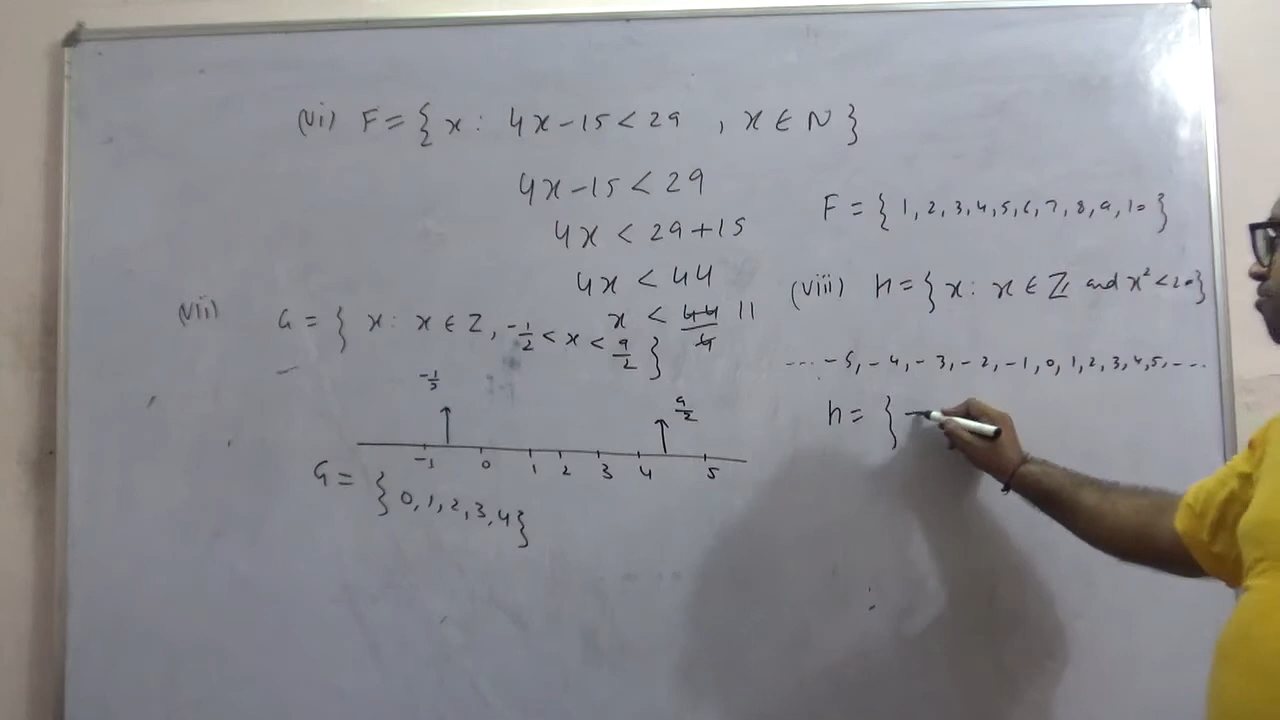 (vi) F = { x : 4x - 15 < 29 , x ∈ N }
4x - 15 < 29
4x < 29 + 15
4x < 44
x < 44/4 11
F = { 1, 2, 3, 4, 5, 6, 7, 8, 9, 10 }
(vii) G = { x : x ∈ Z, -1/2 < x < 9/2 }
-1/2 9/2
-1 0 1 2 3 4 5
G = { 0, 1, 2, 3, 4 }
(viii) H = { x : x ∈ Z and x² < 20 }
.... -5, -4, -3, -2, -1, 0, 1, 2, 3, 4, 5, ....
H = { -